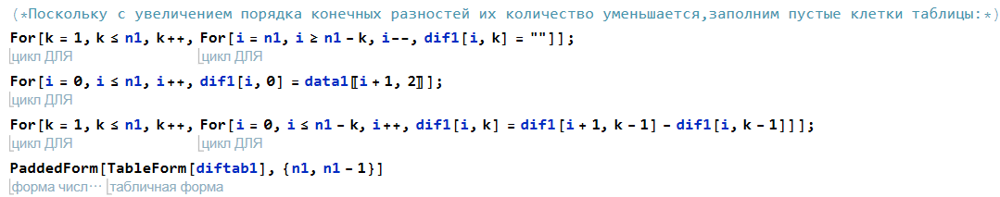 (*Поскольку с увеличением порядка конечных разностей их количество уменьшается,заполним пустые клетки таблицы:*)
For[k = 1, k ≤ n1, k++, For[i = n1, i ≥ n1 - k, i--, dif1[i, k] = ""]];
цикл ДЛЯ цикл ДЛЯ
For[i = 0, i ≤ n1, i++, dif1[i, 0] = data1〚i + 1, 2〛];
цикл ДЛЯ
For[k = 1, k ≤ n1, k++, For[i = 0, i ≤ n1 - k, i++, dif1[i, k] = dif1[i + 1, k - 1] - dif1[i, k - 1]]];
цикл ДЛЯ цикл ДЛЯ
PaddedForm[TableForm[diftab1], {n1, n1 - 1}]
форма числ⋯ табличная форма